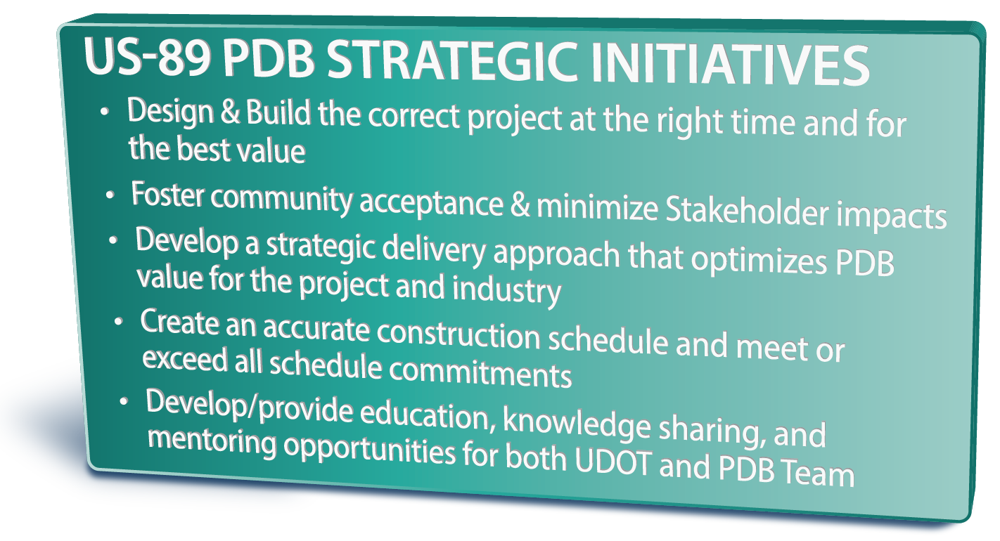 US-89 PDB STRATEGIC INITIATIVES
• Design & Build the correct project at the right time and for
the best value
• Foster community acceptance & minimize Stakeholder impacts
• Develop a strategic delivery approach that optimizes PDB
value for the project and industry
• Create an accurate construction schedule and meet or
exceed all schedule commitments
• Develop/provide education, knowledge sharing, and
mentoring opportunities for both UDOT and PDB Team